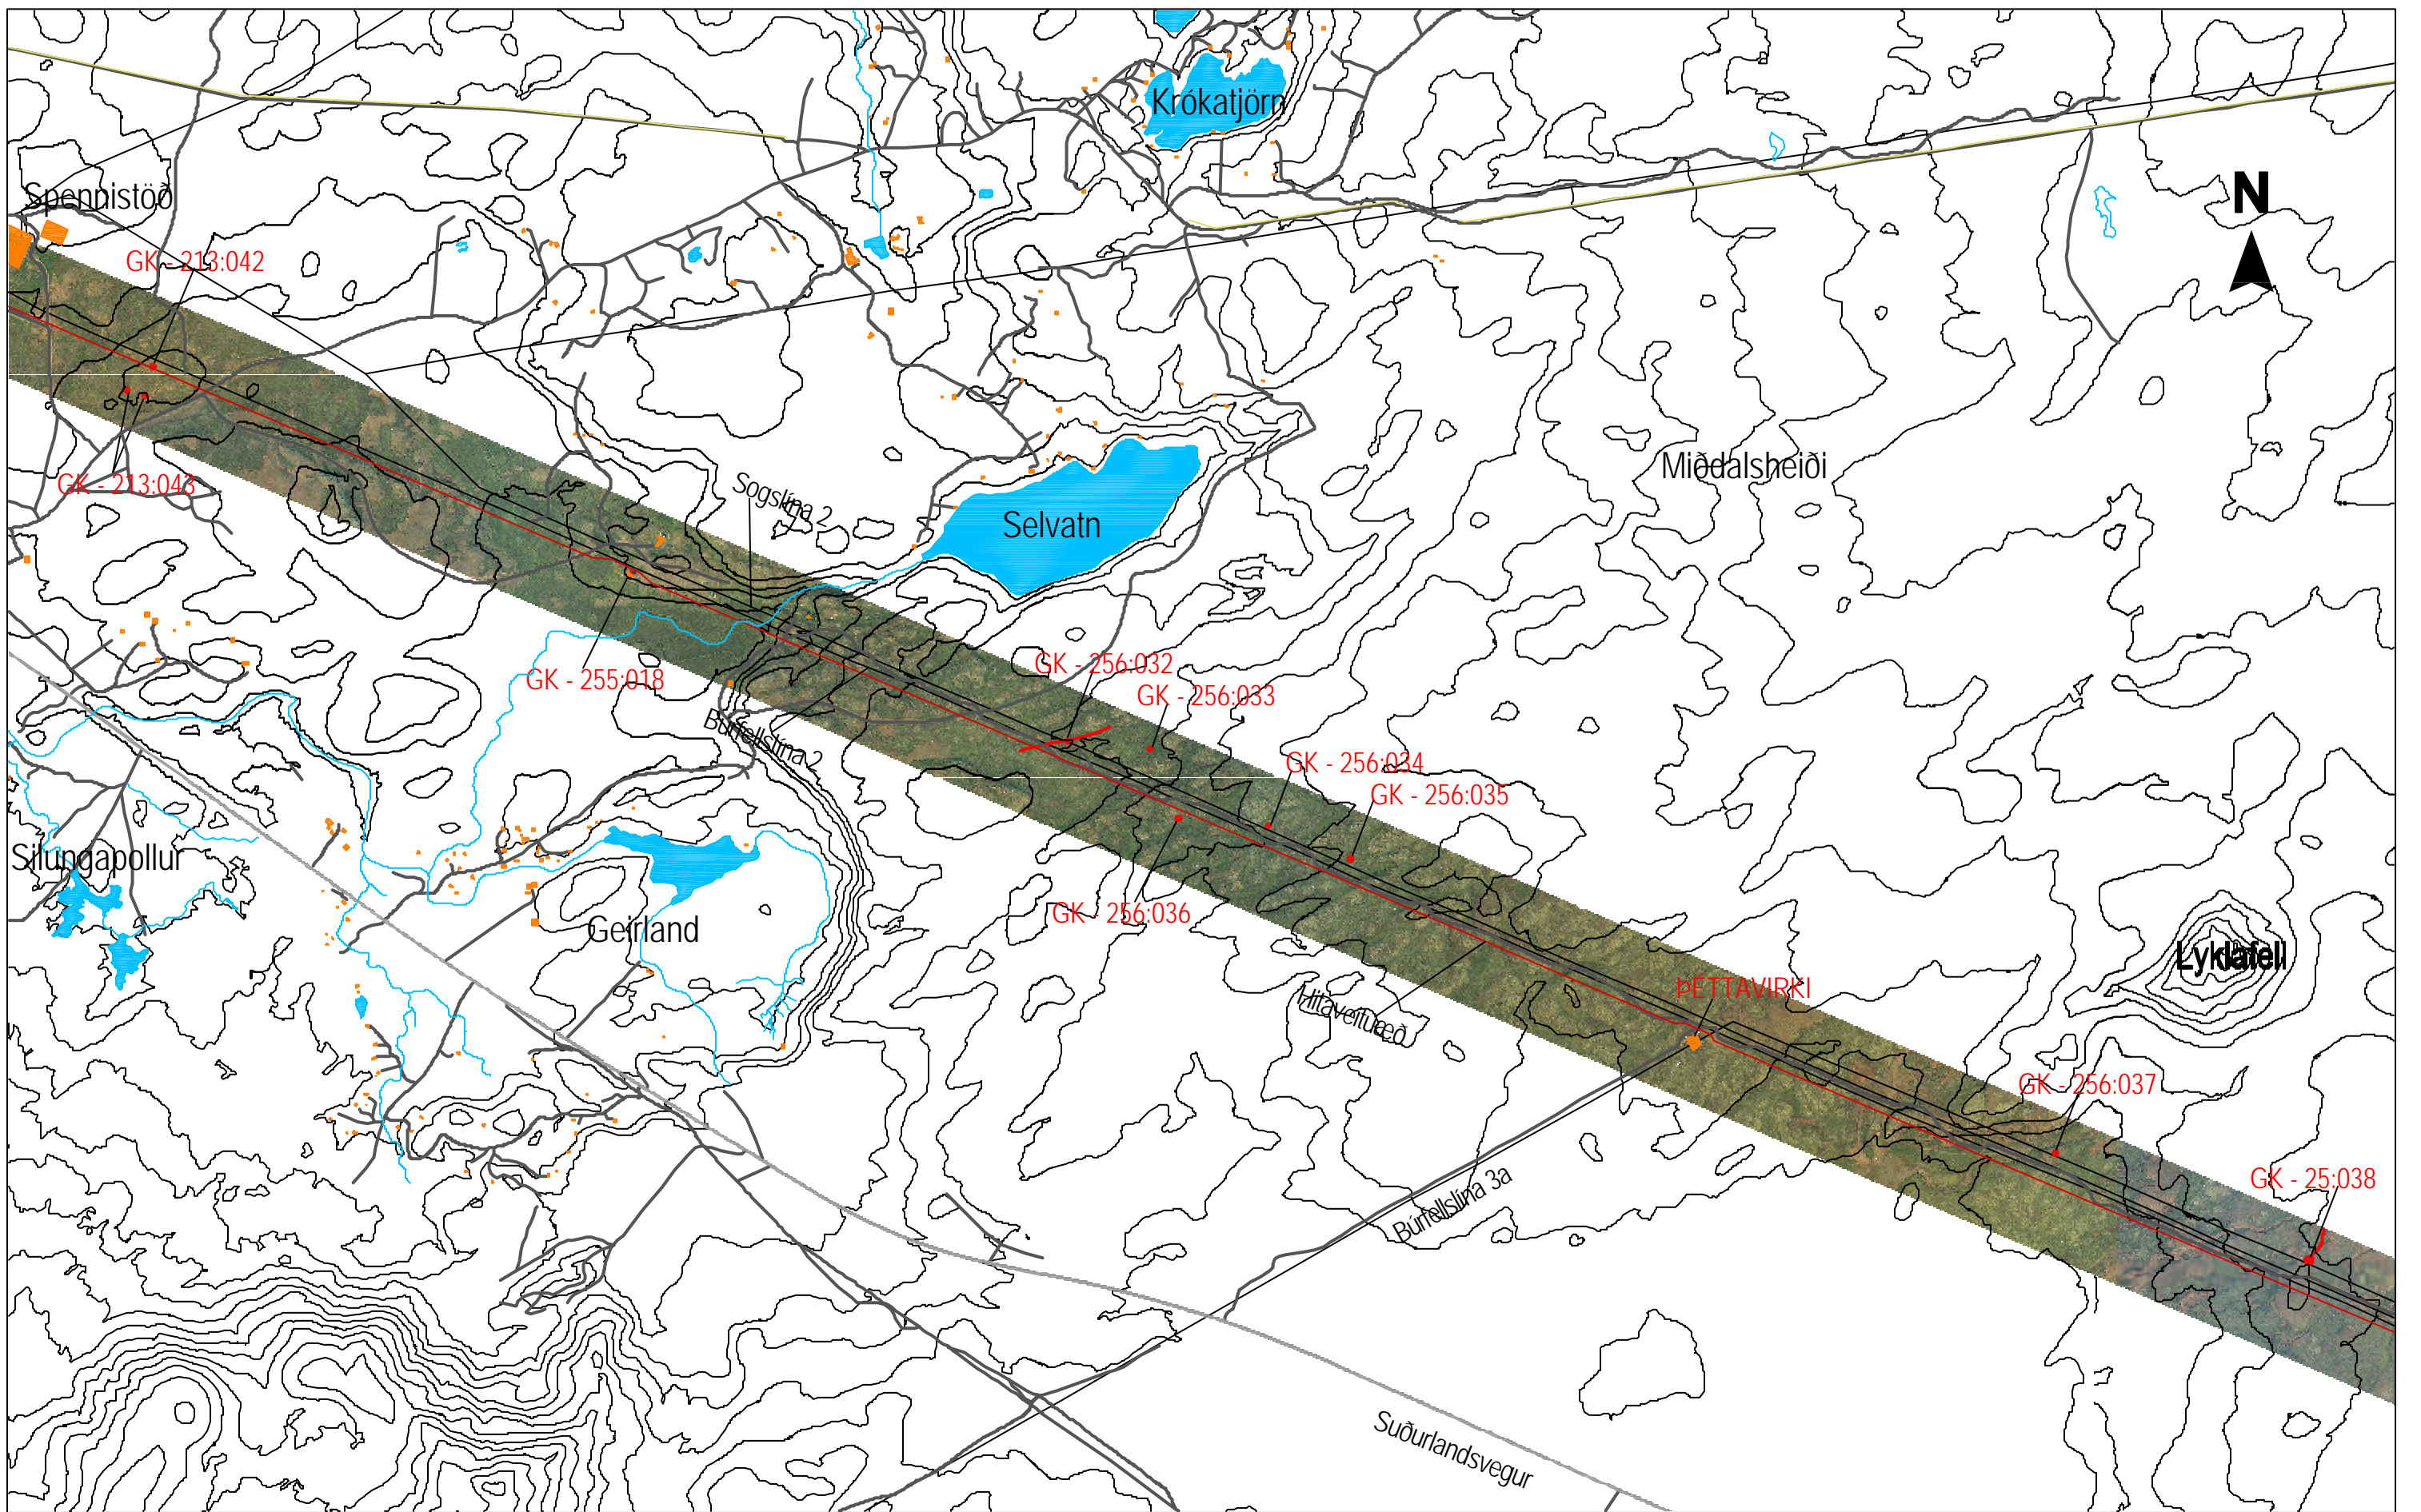 Krókatjörn
Spennistöð
N
GK - 213:042
Miðdalsheiði
GK - 213:043
Sogslína 2
Selvatn
GK - 256:032
GK - 255:018
GK - 256:033
Búrfellslína 2
GK - 256:034
GK - 256:035
Silungapollur
GK - 256:036
Geirland
Lyklafell
ÞÉTTAVIRKI
Hitaveituæð
GK - 256:037
GK - 25:038
Búrfellslína 3a
Suðurlandsvegur